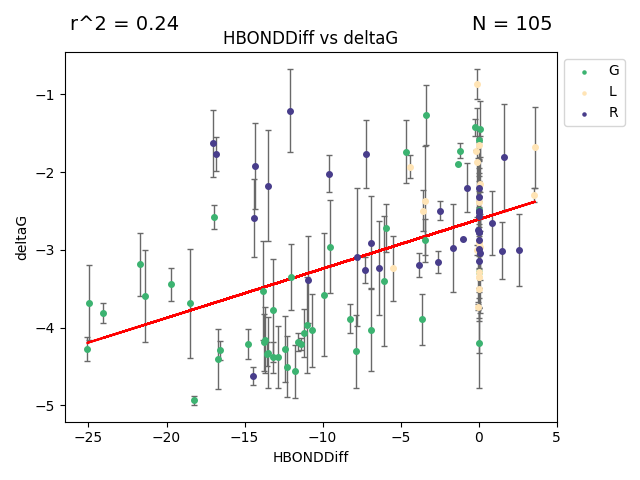 r^2 = 0.24
N = 105
HBONDDiff vs deltaG
G
L
R
−1
−2
−3
−4
−5
deltaG
−25
−20
−15
−10
−5
0
5
HBONDDiff